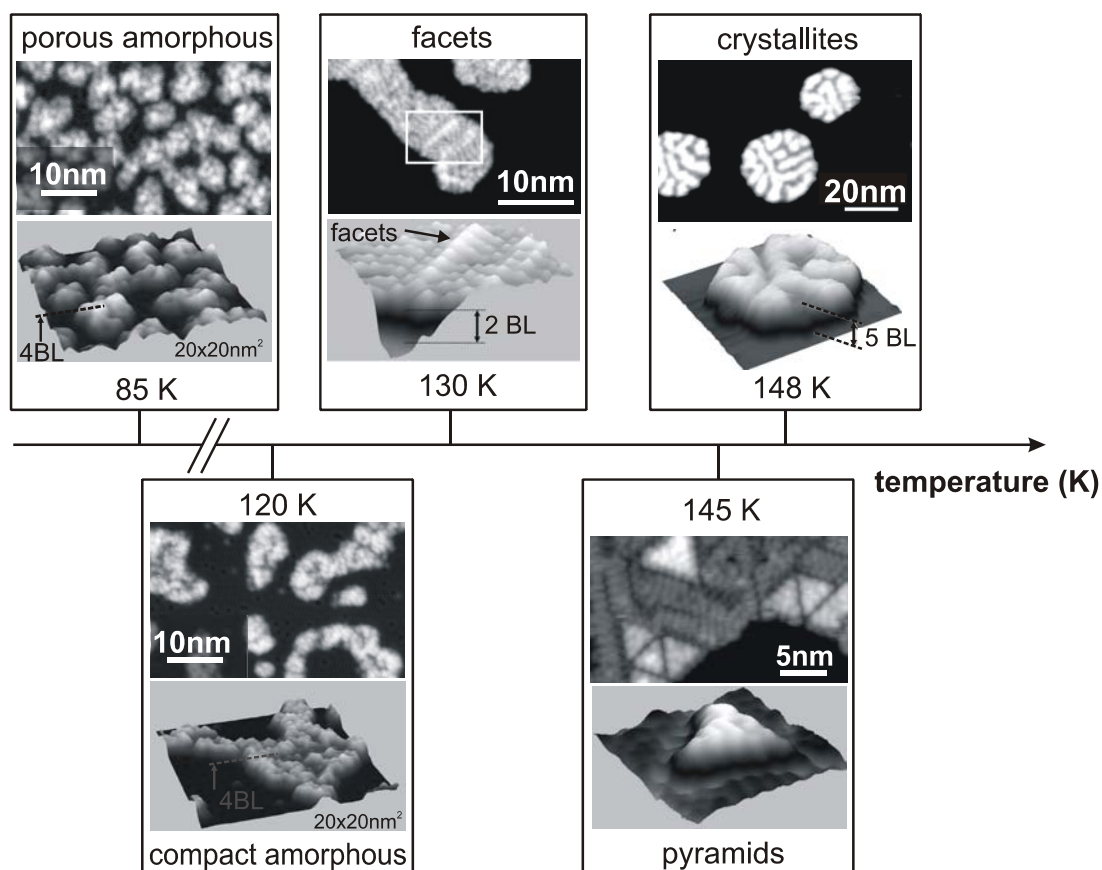 porous amorphous
10nm
4BL
20x20nm²
85 K
facets
10nm
facets
2 BL
130 K
crystallites
20nm
5 BL
148 K
temperature (K)
120 K
10nm
4BL
20x20nm²
compact amorphous
145 K
5nm
pyramids